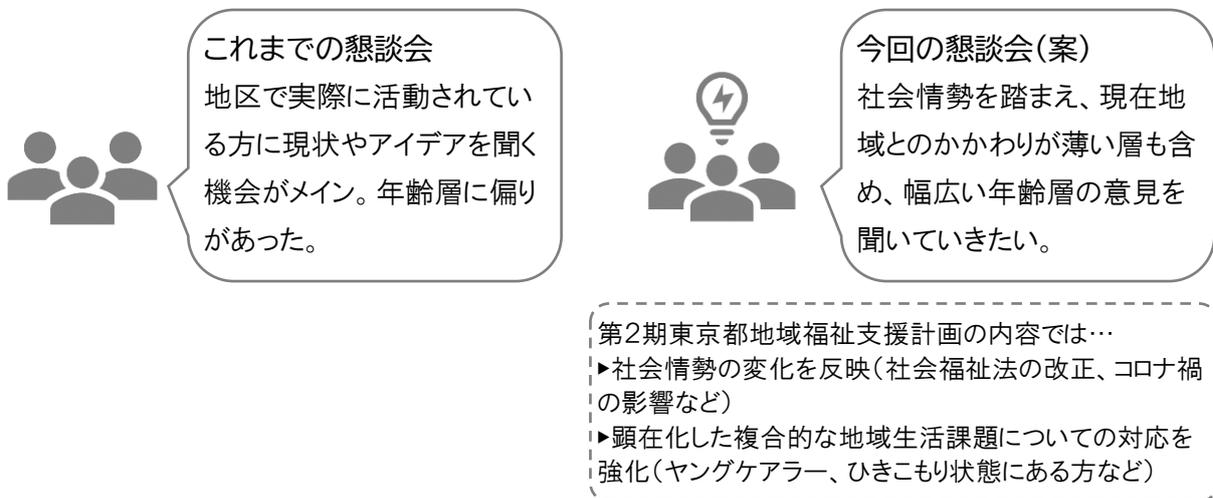 これまでの懇談会
地区で実際に活動されてい
る方に現状やアイデアを聞く
機会がメイン。年齢層に偏り
があった。
今回の懇談会(案)
社会情勢を踏まえ、現在地
域とのかかわりが薄い層も含
め、幅広い年齢層の意見を
聞いていきたい。
第2期東京都地域福祉支援計画の内容では…
▶社会情勢の変化を反映(社会福祉法の改正、コロナ禍
の影響など)
▶顕在化した複合的な地域生活課題についての対応を
強化(ヤングケアラー、ひきこもり状態にある方など)